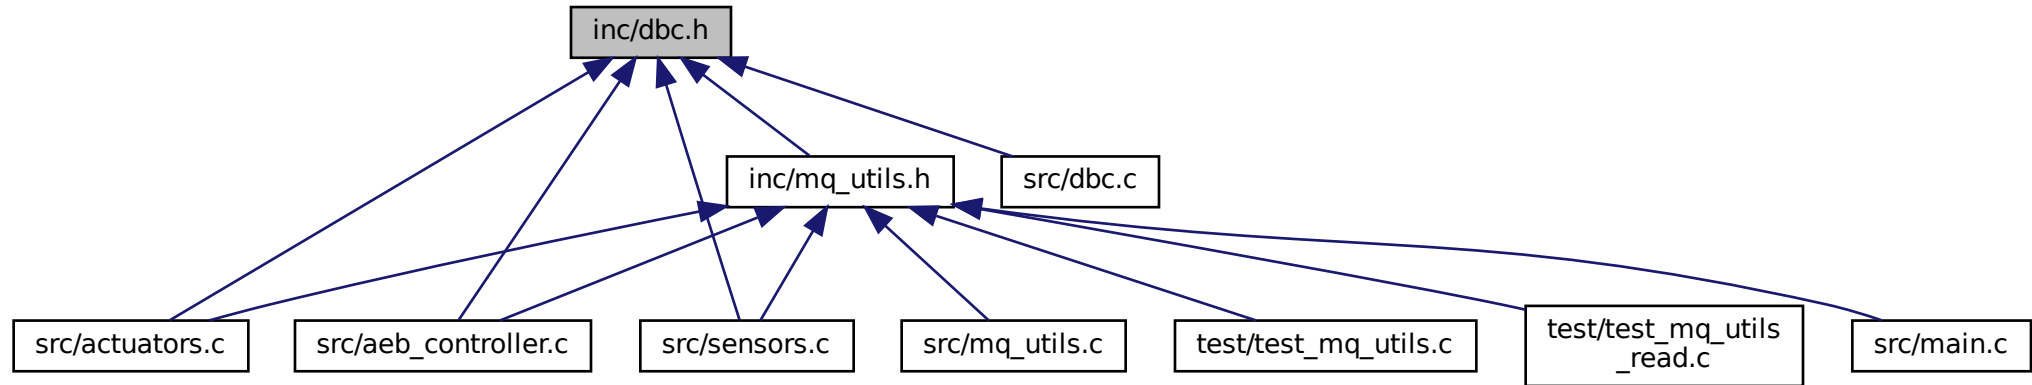 inc/dbc.h
inc/mq_utils.h
src/dbc.c
src/actuators.c
src/aeb_controller.c
src/sensors.c
src/mq_utils.c
test/test_mq_utils.c
test/test_mq_utils
_read.c
src/main.c